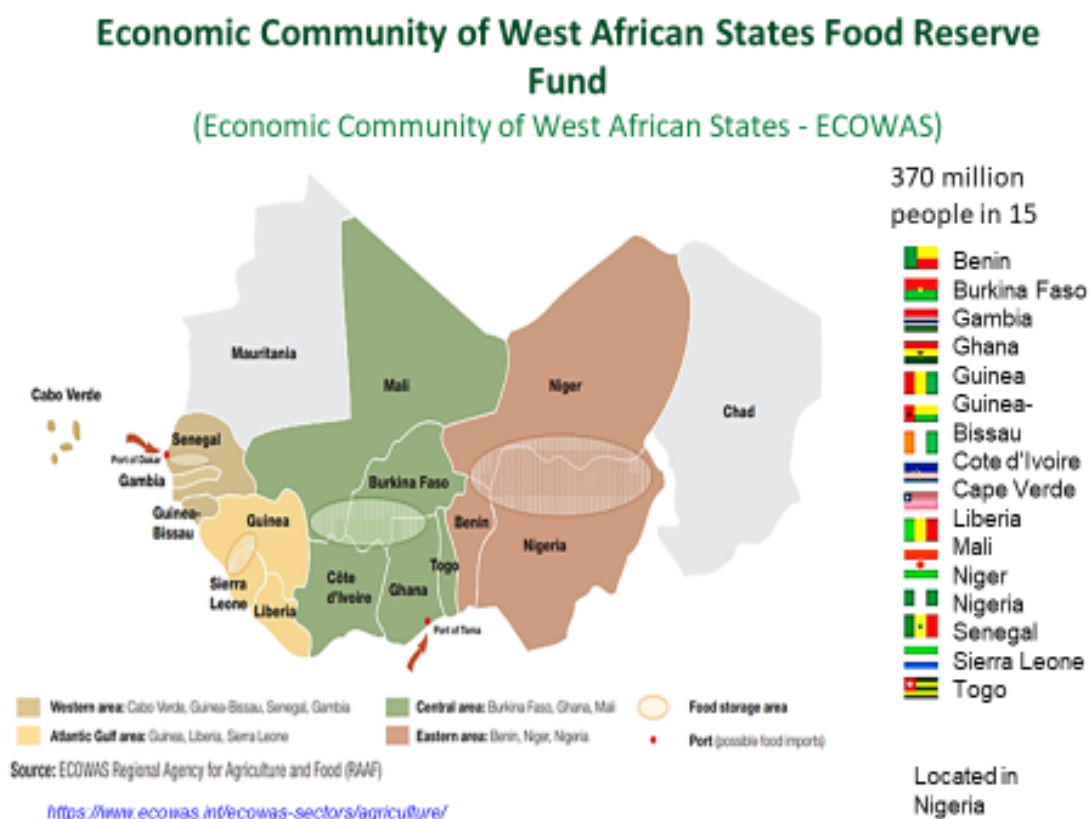 Economic Community of West African States Food Reserve
Fund
(Economic Community of West African States - ECOWAS)
370 million
people in 15
Benin
Burkina Faso
Gambia
Ghana
Guinea
Guinea-
Bissau
Cote d'Ivoire
Cape Verde
Liberia
Mali
Niger
Nigeria
Senegal
Sierra Leone
Togo
Mauritania
Mali
Niger
Chad
Cabo Verde
Senegal
Port of Dakar
Gambia
Guinea-
Bissau
Guinea
Burkina Faso
Benin
Nigeria
Togo
Sierra
Leone
Liberia
Côte
d'Ivoire
Ghana
Port of Tema
Western area: Cabo Verde, Guinea-Bissau, Senegal, Gambia
Central area: Burkina Faso, Ghana, Mali
Food storage area
Atlantic Gulf area: Guinea, Liberia, Sierra Leone
Eastern area: Benin, Niger, Nigeria
Port (possible food imports)
Source: ECOWAS Regional Agency for Agriculture and Food (RAAF)
https://www.ecowas.int/ecowas-sectors/agriculture/
Located in
Nigeria